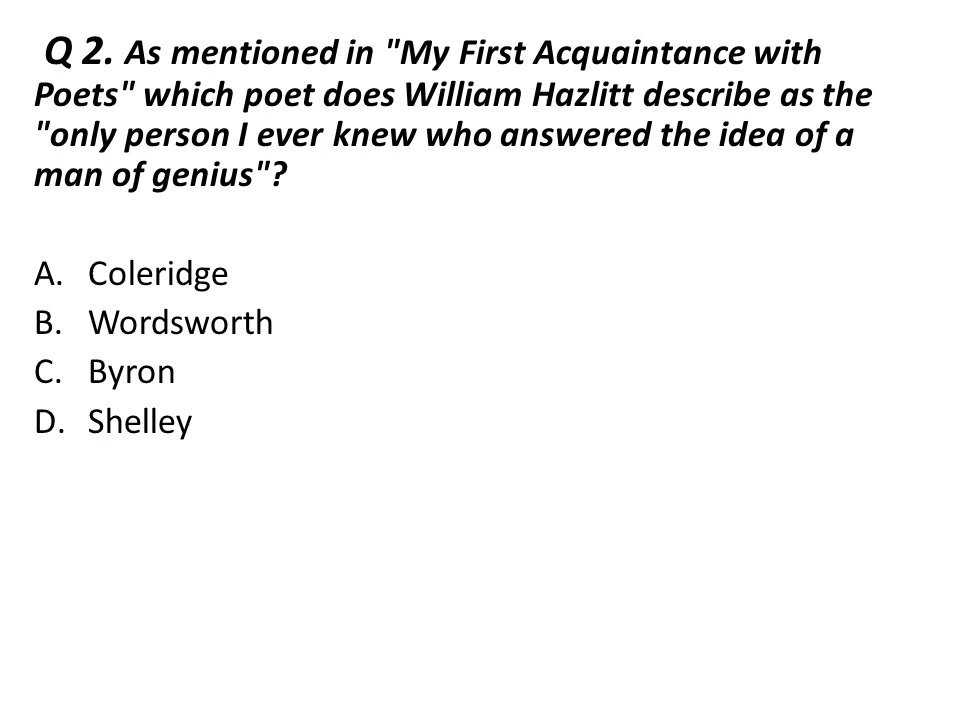 Q 2. As mentioned in "My First Acquaintance with
Poets" which poet does William Hazlitt describe as the
"only person I ever knew who answered the idea of a
man of genius"?
A. Coleridge
B. Wordsworth
C. Byron
D. Shelley